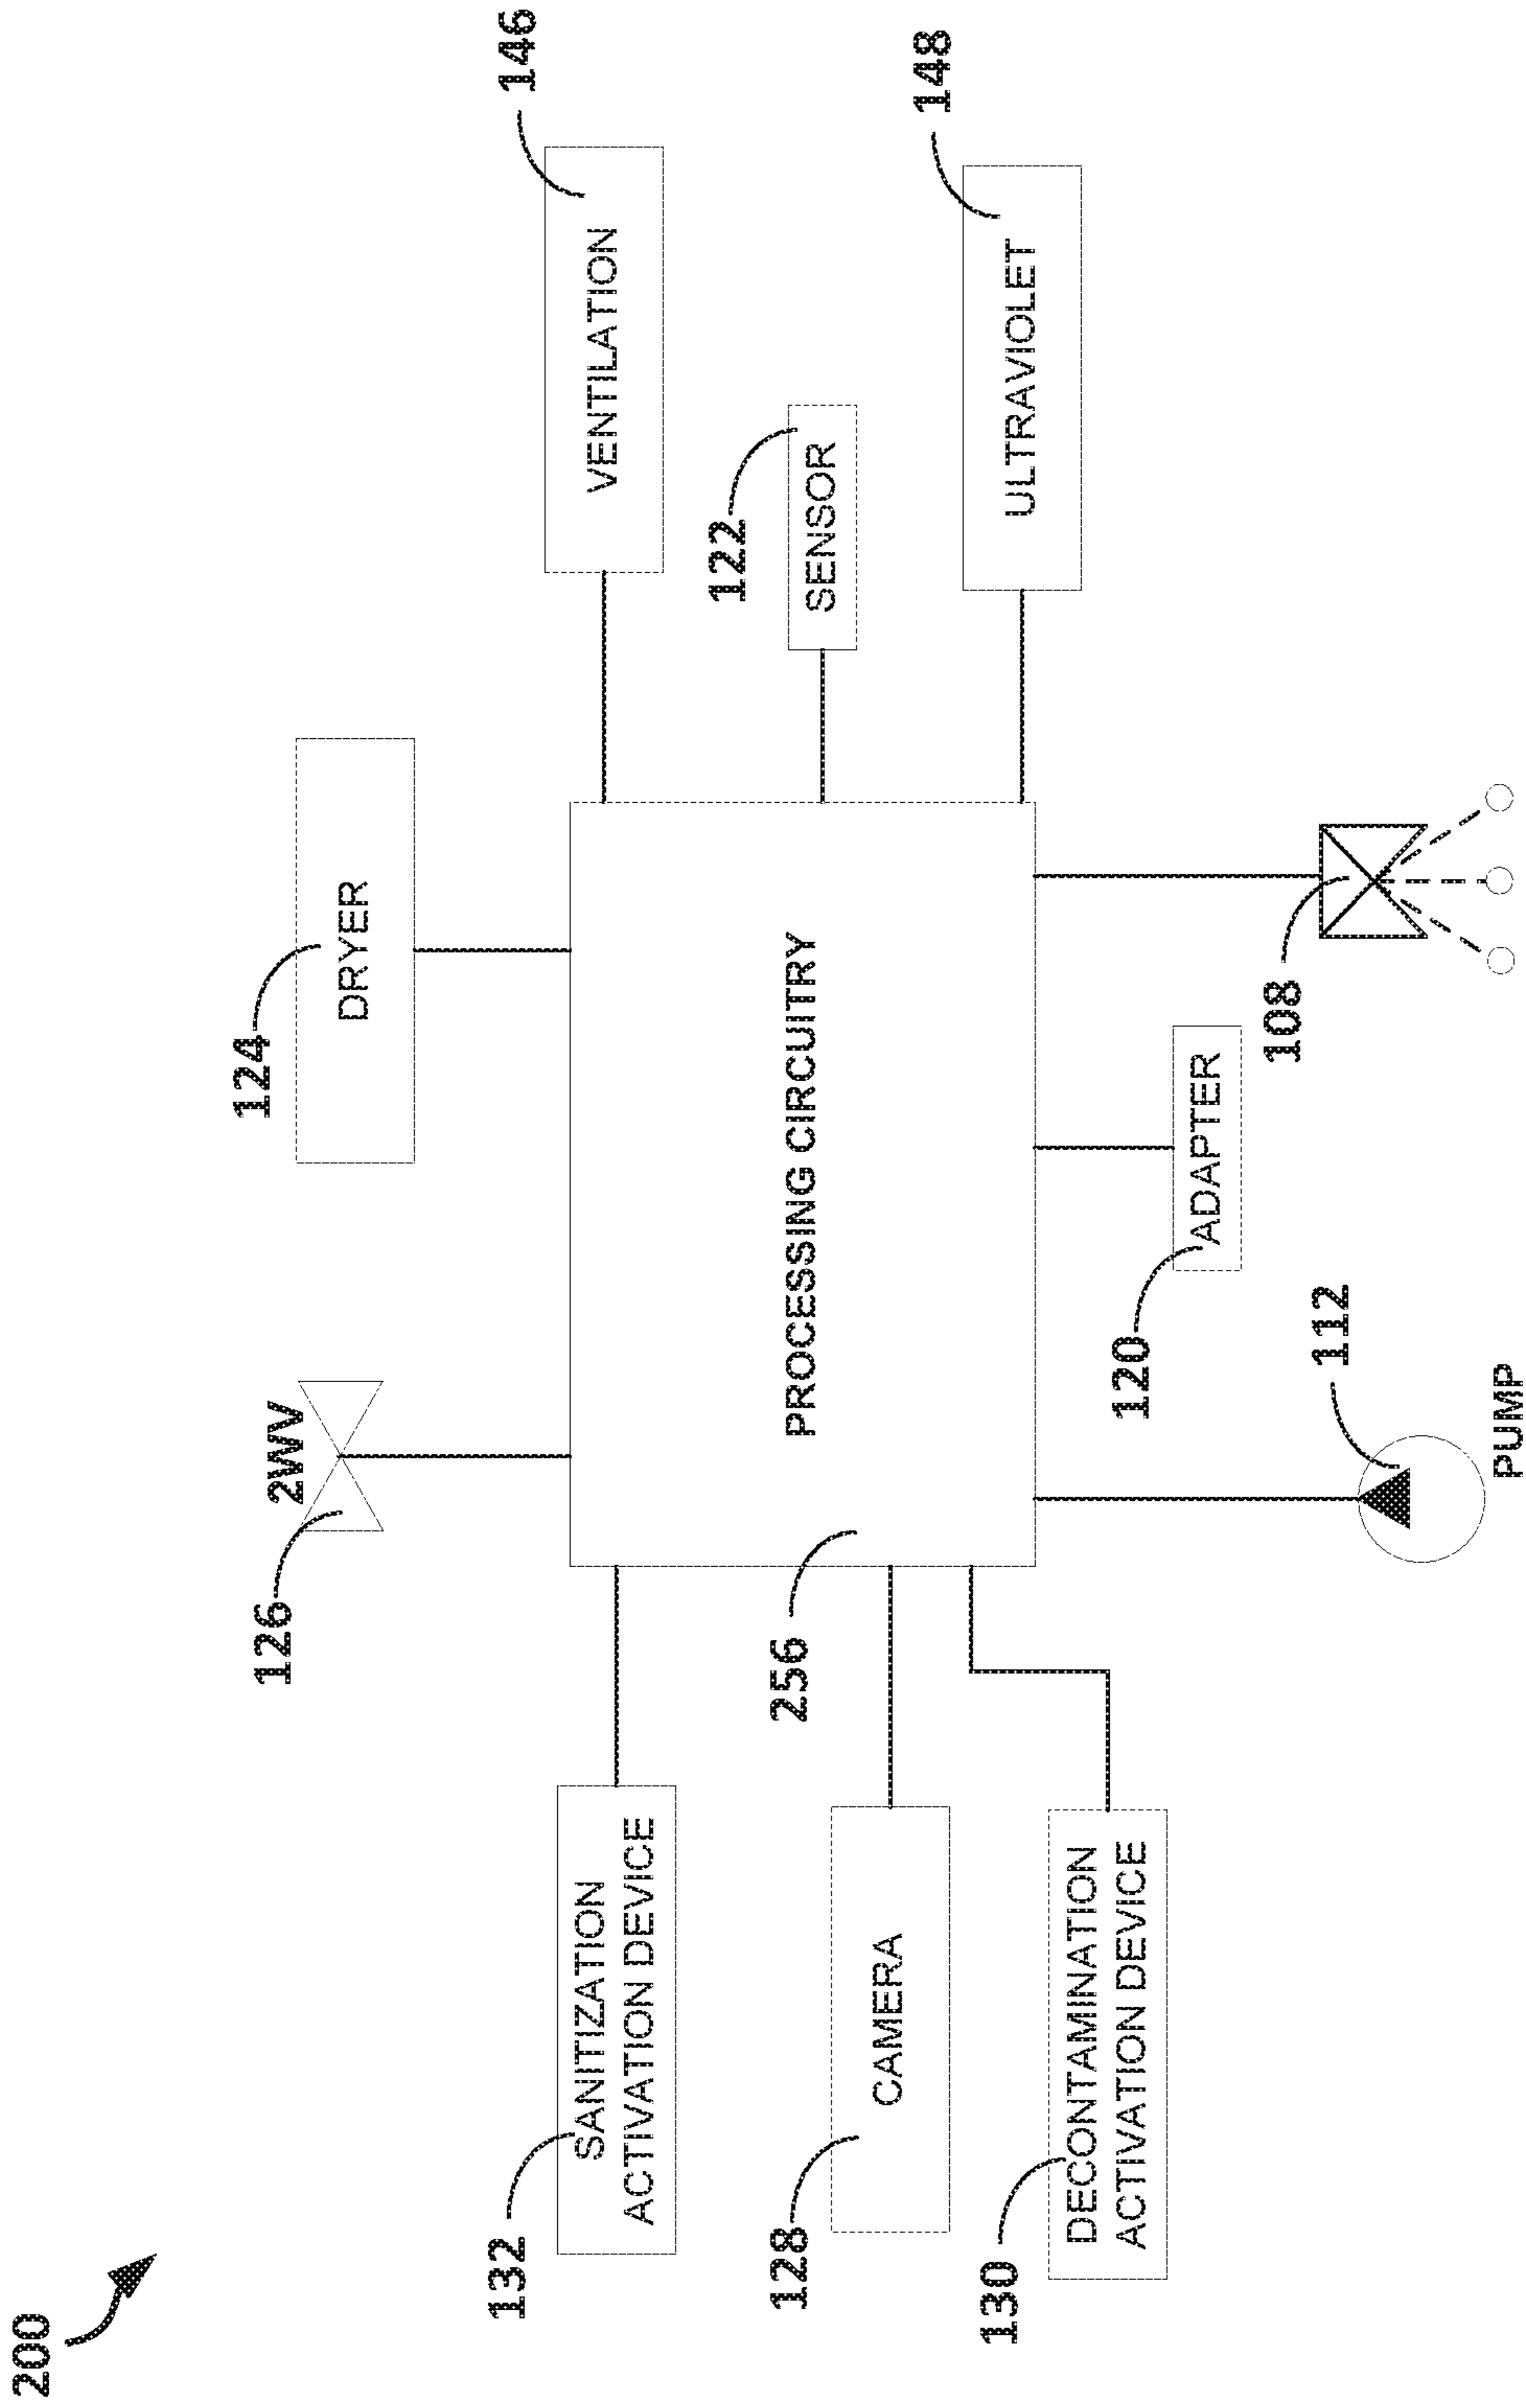 200
126
2WV
124
DRYER
132
SANITIZATION
ACTIVATION DEVICE
146
VENTILATION
256
PROCESSING CIRCUITRY
122
SENSOR
128
CAMERA
148
ULTRAVIOLET
130
DECONTAMINATION
ACTIVATION DEVICE
120
ADAPTER
108
112
PUMP